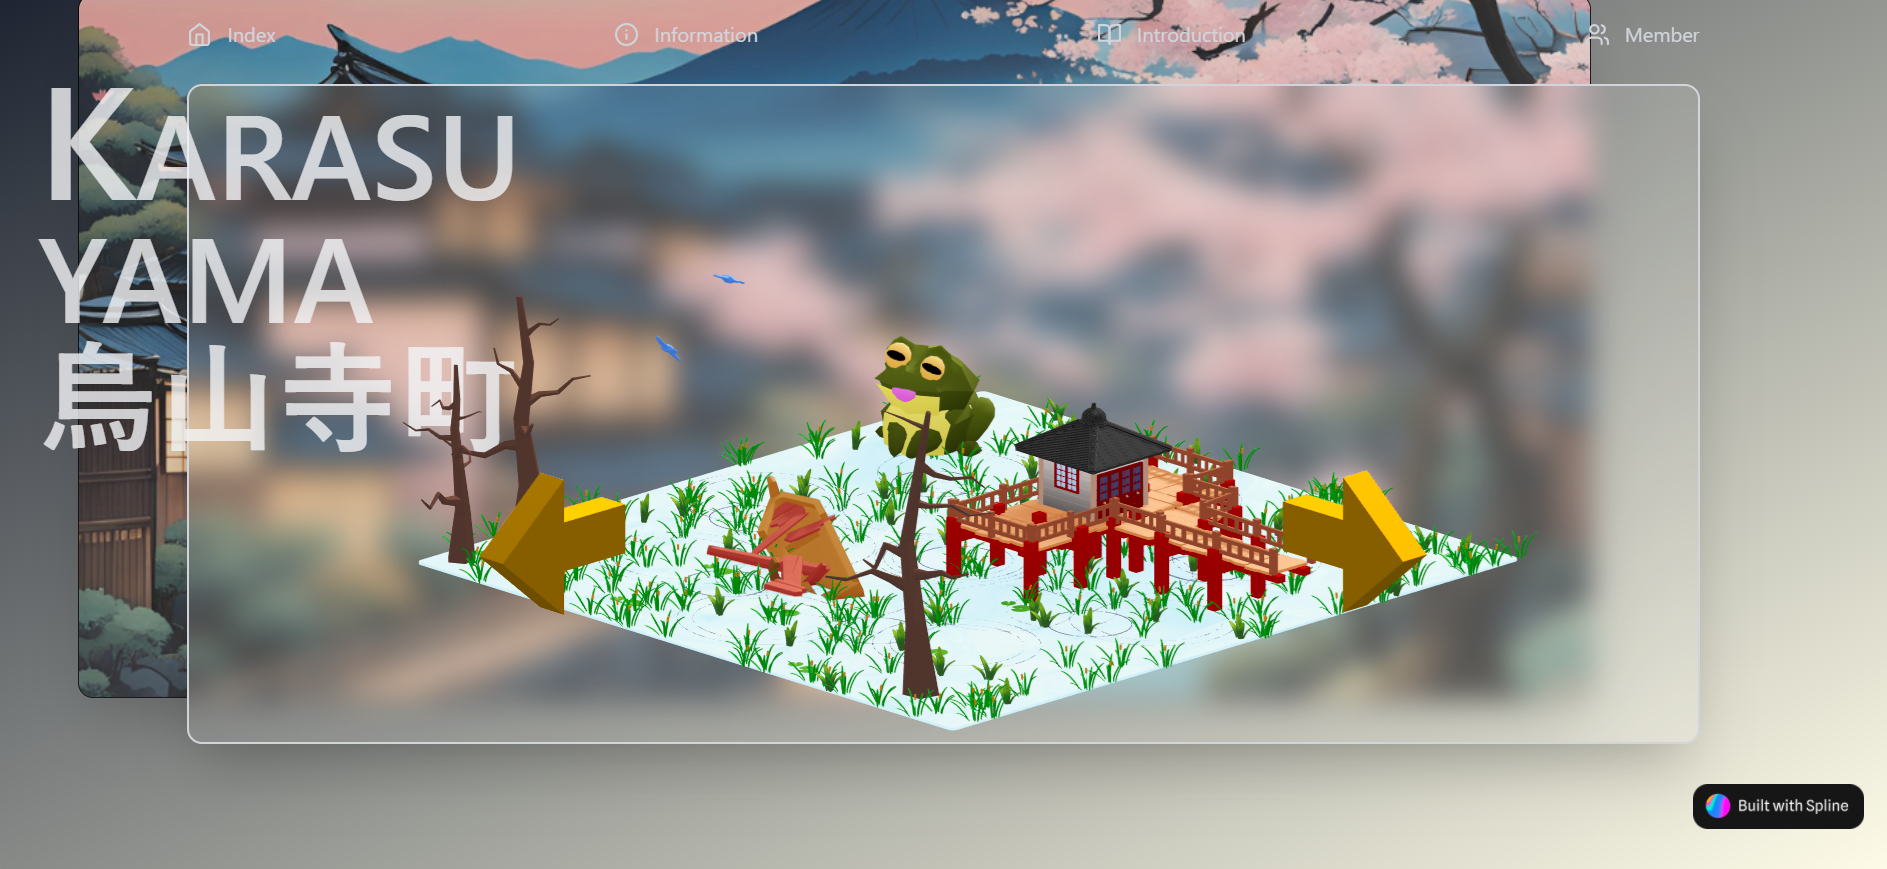 Index
Information
Introduction
Member
KARASU
YAMA
烏山寺町
Built with Spline